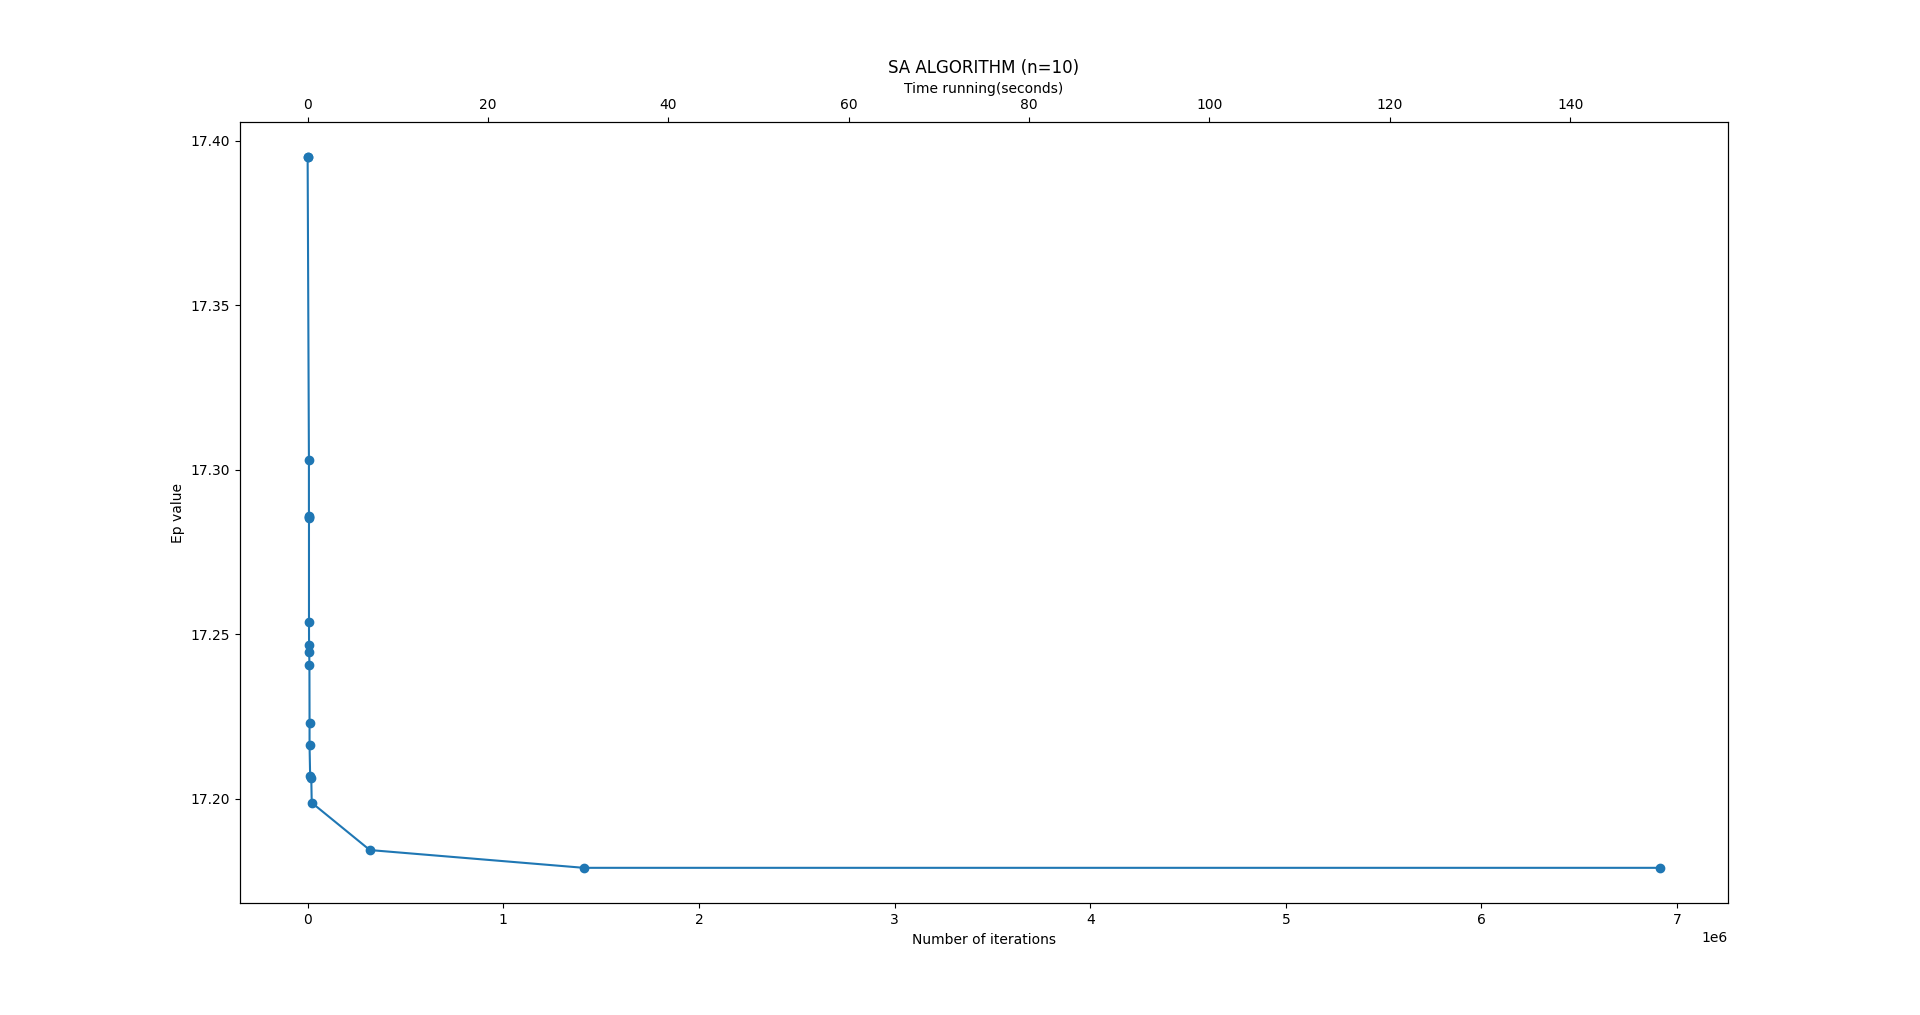 SA ALGORITHM (n=10)
Time running(seconds)
0 20 40 60 80 100 120 140
17.40
17.35
17.30
17.25
17.20
Ep value
0 1 2 3 4 5 6 7
Number of iterations
1e6